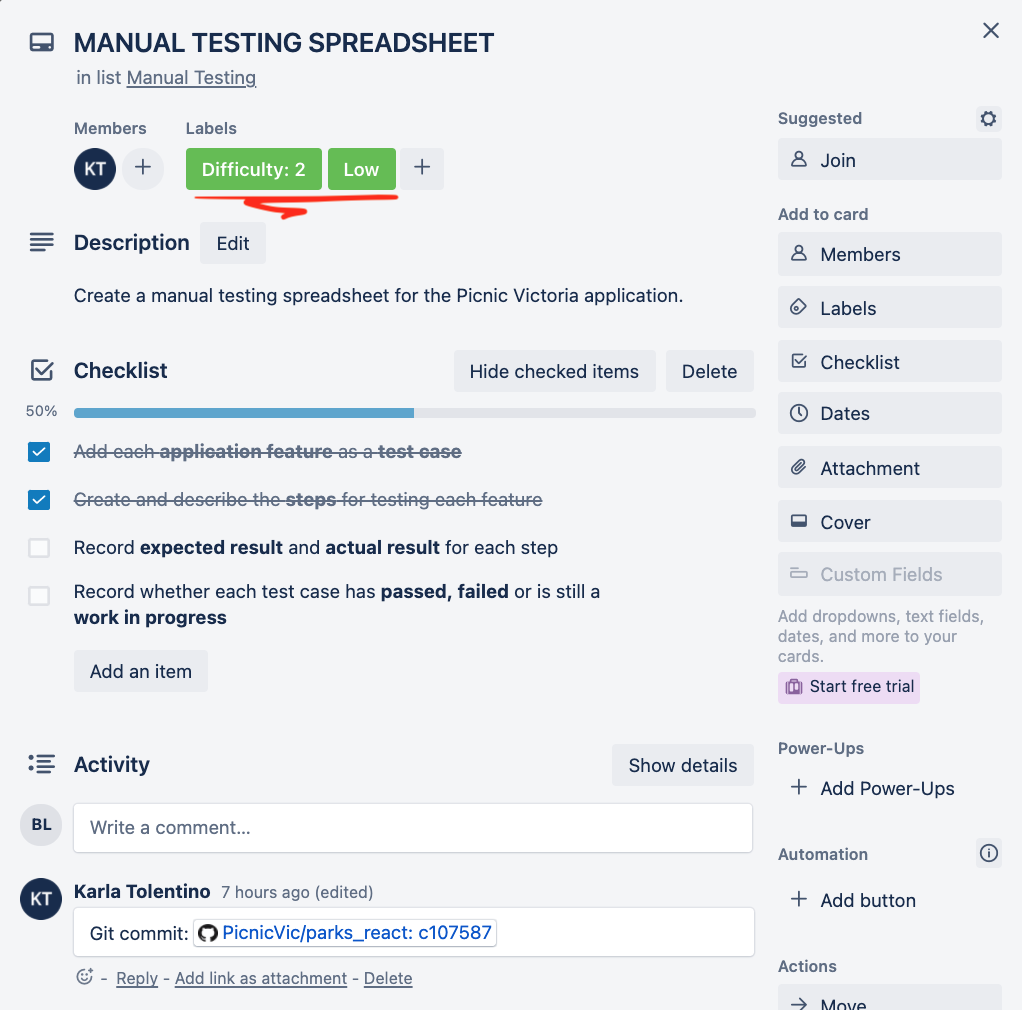 MANUAL TESTING SPREADSHEET
in list Manual Testing
Members
Labels
KT
Difficulty: 2
Low
Description
Edit
Create a manual testing spreadsheet for the Picnic Victoria application.
Checklist
Hide checked items
Delete
50%
Add each application feature as a test case
Create and describe the steps for testing each feature
Record expected result and actual result for each step
Record whether each test case has passed, failed or is still a
work in progress
Add an item
Activity
Show details
BL
Write a comment...
KT
Karla Tolentino 7 hours ago (edited)
Git commit: PicnicVic/parks_react: c107587
- Reply - Add link as attachment - Delete
Suggested
Join
Add to card
Members
Labels
Checklist
Dates
Attachment
Cover
Custom Fields
Add dropdowns, text fields,
dates, and more to your
cards.
Start free trial
Power-Ups
+ Add Power-Ups
Automation
+ Add button
Actions
Move